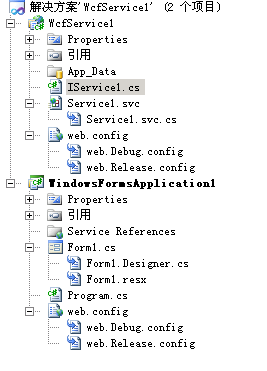 解决方案'WcfService1' (2 个项目)
WcfService1
Properties
引用
App_Data
IService1.cs
Service1.svc
Service1.svc.cs
web.config
web.Debug.config
web.Release.config
WindowsFormsApplication1
Properties
引用
Service References
Form1.cs
Form1.Designer.cs
Form1.resx
Program.cs
web.config
web.Debug.config
web.Release.config